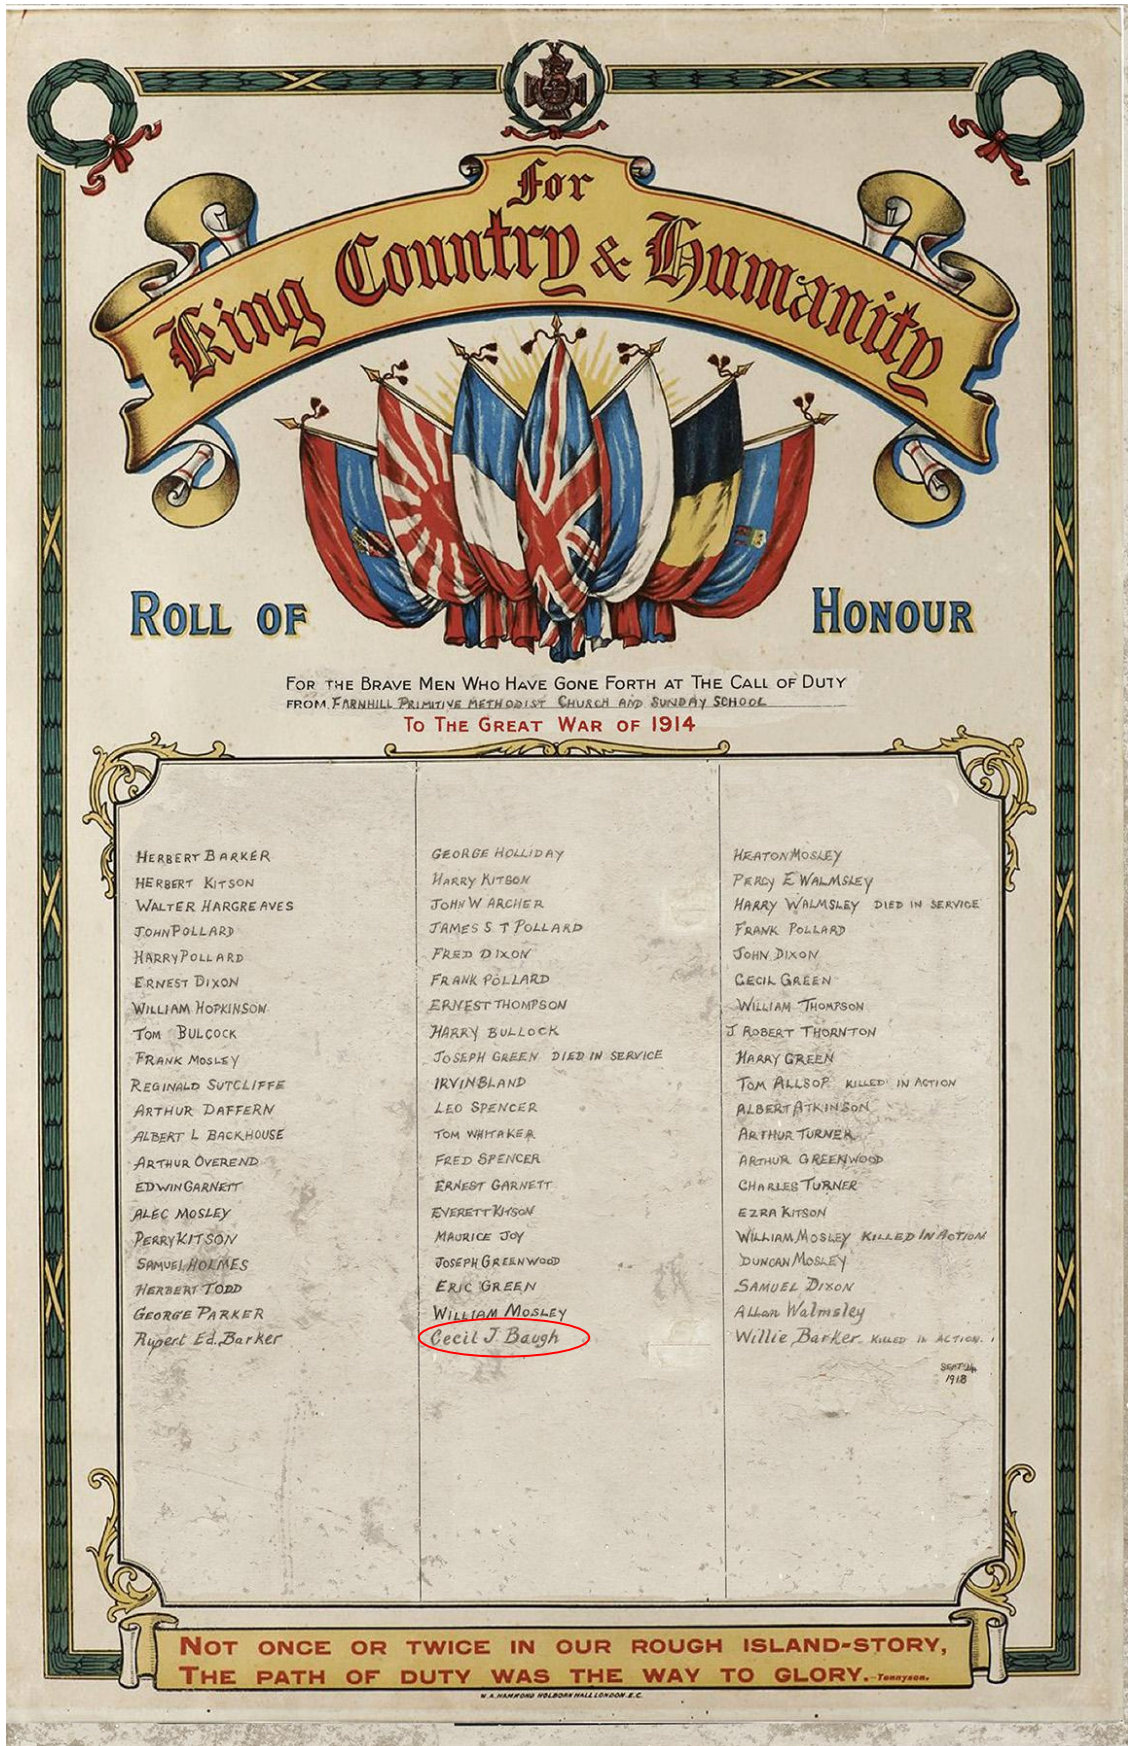 For
King Country & Humanity
ROLL OF HONOUR
FOR THE BRAVE MEN WHO HAVE GONE FORTH AT THE CALL OF DUTY
FROM FARNHILL PRIMITIVE METHODIST CHURCH AND SUNDAY SCHOOL
TO THE GREAT WAR OF 1914
HERBERT BARKER
HERBERT KITSON
WALTER HARGREAVES
JOHN POLLARD
HARRY POLLARD
ERNEST DIXON
WILLIAM HOPKINSON
TOM BULCOCK
FRANK MOSLEY
REGINALD SUTCLIFFE
ARTHUR DAFFERN
ALBERT L BACKHOUSE
ARTHUR OVEREND
EDWIN GARNETT
ALEC MOSLEY
PERRY KITSON
SAMUEL HOLMES
HERBERT TODD
GEORGE PARKER
Rupert Ed. Barker
GEORGE HOLLIDAY
HARRY KITSON
JOHN W ARCHER
JAMES S T POLLARD
FRED DIXON
FRANK POLLARD
ERNEST THOMPSON
HARRY BULLOCK
JOSEPH GREEN DIED IN SERVICE
IRVIN BLAND
LEO SPENCER
TOM WHITAKER
FRED SPENCER
ERNEST GARNETT
EVERETT KITSON
MAURICE JOY
JOSEPH GREENWOOD
ERIC GREEN
WILLIAM MOSLEY
Cecil J Baugh
HEATON MOSLEY
PERCY E WALMSLEY
HARRY WALMSLEY DIED IN SERVICE
FRANK POLLARD
JOHN DIXON
CECIL GREEN
WILLIAM THOMPSON
J. ROBERT THORNTON
HARRY GREEN
TOM ALLSOP KILLED IN ACTION
ALBERT ATKINSON
ARTHUR TURNER
ARTHUR GREENWOOD
CHARLES TURNER
EZRA KITSON
WILLIAM MOSLEY KILLED IN ACTION
DUNCAN MOSLEY
SAMUEL DIXON
Allan Walmsley
Willie Barker KILLED IN ACTION.
SEPT 24
1918
NOT ONCE OR TWICE IN OUR ROUGH ISLAND-STORY,
THE PATH OF DUTY WAS THE WAY TO GLORY.-Tennyson.
W.A.HAMMOND HOLBORN HALL LONDON.E.C.